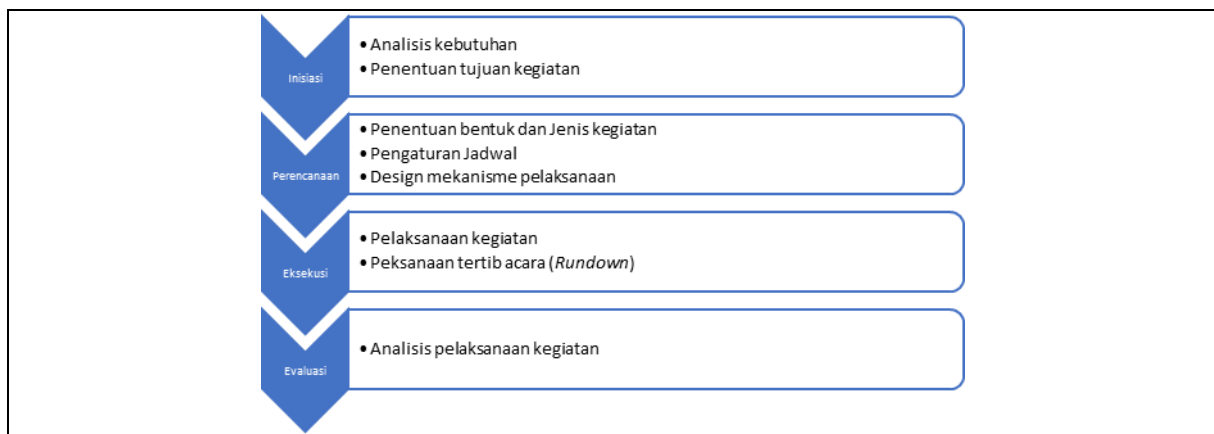 Inisiasi
• Analisis kebutuhan
• Penentuan tujuan kegiatan
Perencanaan
• Penentuan bentuk dan Jenis kegiatan
• Pengaturan Jadwal
• Design mekanisme pelaksanaan
Eksekusi
• Pelaksanaan kegiatan
• Peksanaan tertib acara (Rundown)
Evaluasi
• Analisis pelaksanaan kegiatan